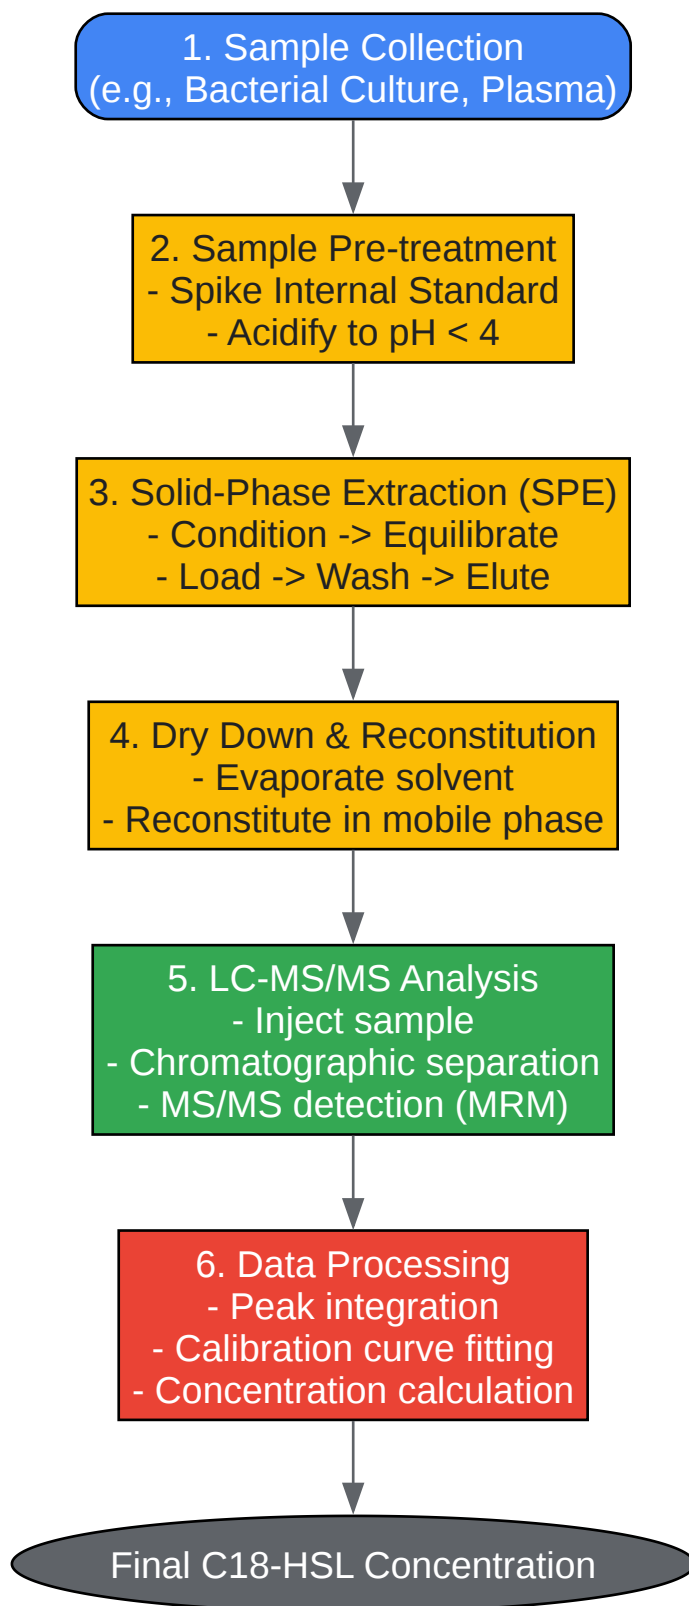 1. Sample Collection
(e.g., Bacterial Culture, Plasma)
2. Sample Pre-treatment
- Spike Internal Standard
- Acidify to pH < 4
3. Solid-Phase Extraction (SPE)
- Condition -> Equilibrate
- Load -> Wash -> Elute
4. Dry Down & Reconstitution
- Evaporate solvent
- Reconstitute in mobile phase
5. LC-MS/MS Analysis
- Inject sample
- Chromatographic separation
- MS/MS detection (MRM)
6. Data Processing
- Peak integration
- Calibration curve fitting
- Concentration calculation
Final C18-HSL Concentration